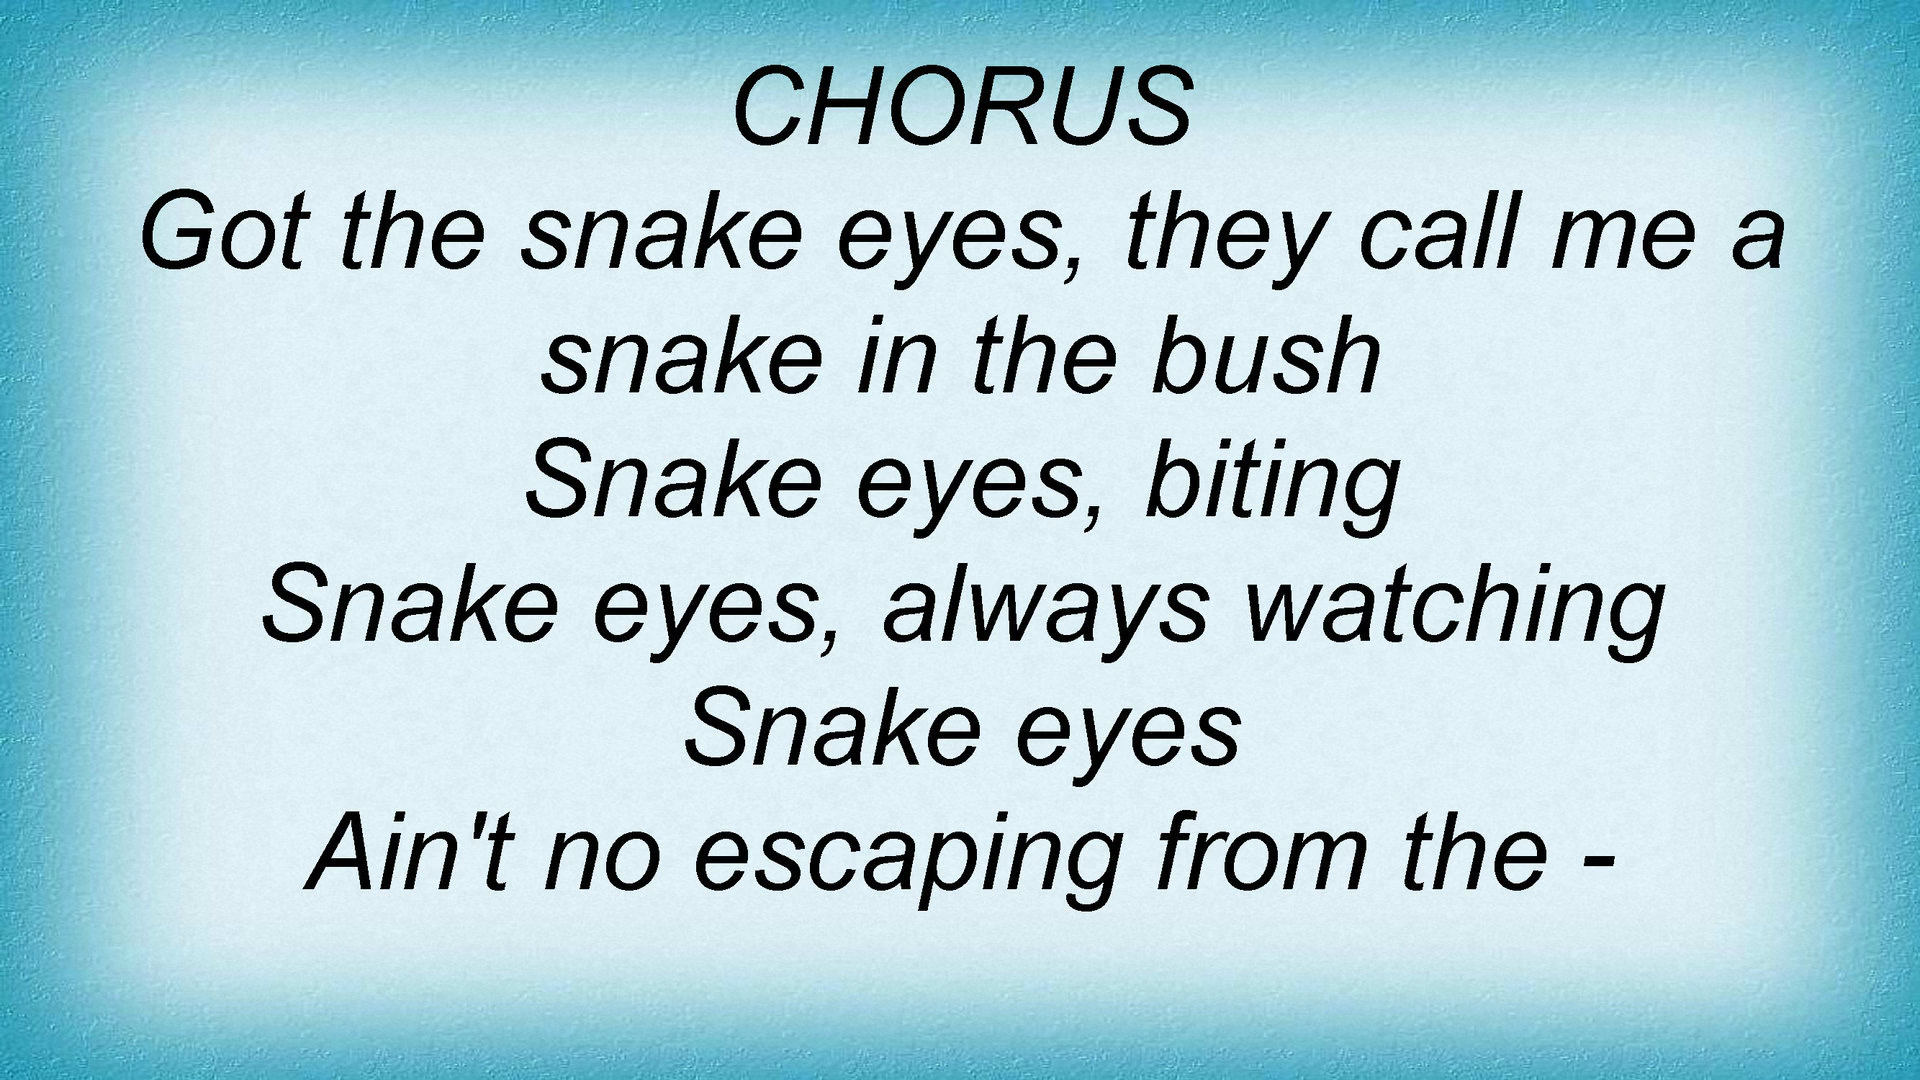 CHORUS
Got the snake eyes, they call me a
snake in the bush
Snake eyes, biting
Snake eyes, always watching
Snake eyes
Ain't no escaping from the -